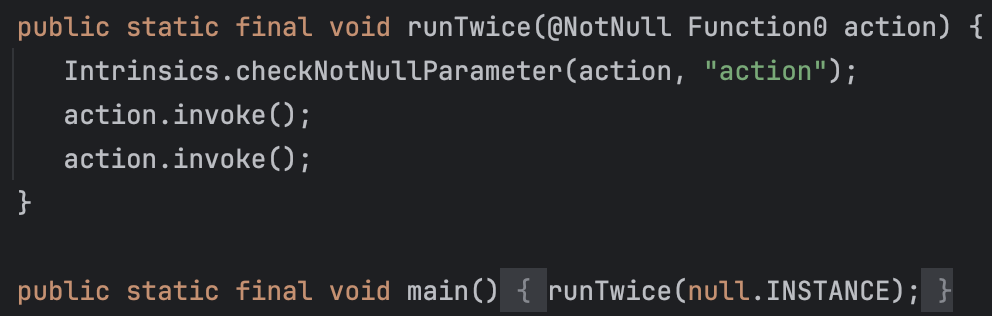 public static final void runTwice(@NotNull Function0 action) {
   Intrinsics.checkNotNullParameter(action, "action");
   action.invoke();
   action.invoke();
}
public static final void main() { runTwice(null.INSTANCE); }